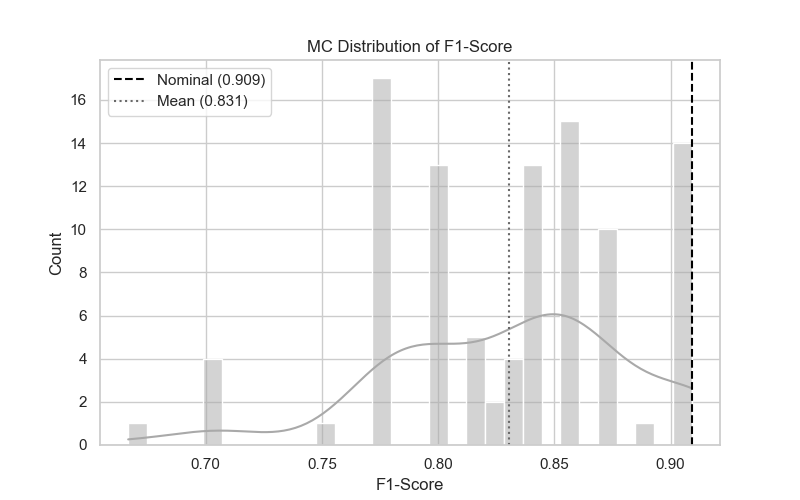 MC Distribution of F1-Score
Nominal (0.909)
Mean (0.831)
Count
16
14
12
10
8
6
4
2
0
0.70 0.75 0.80 0.85 0.90
F1-Score